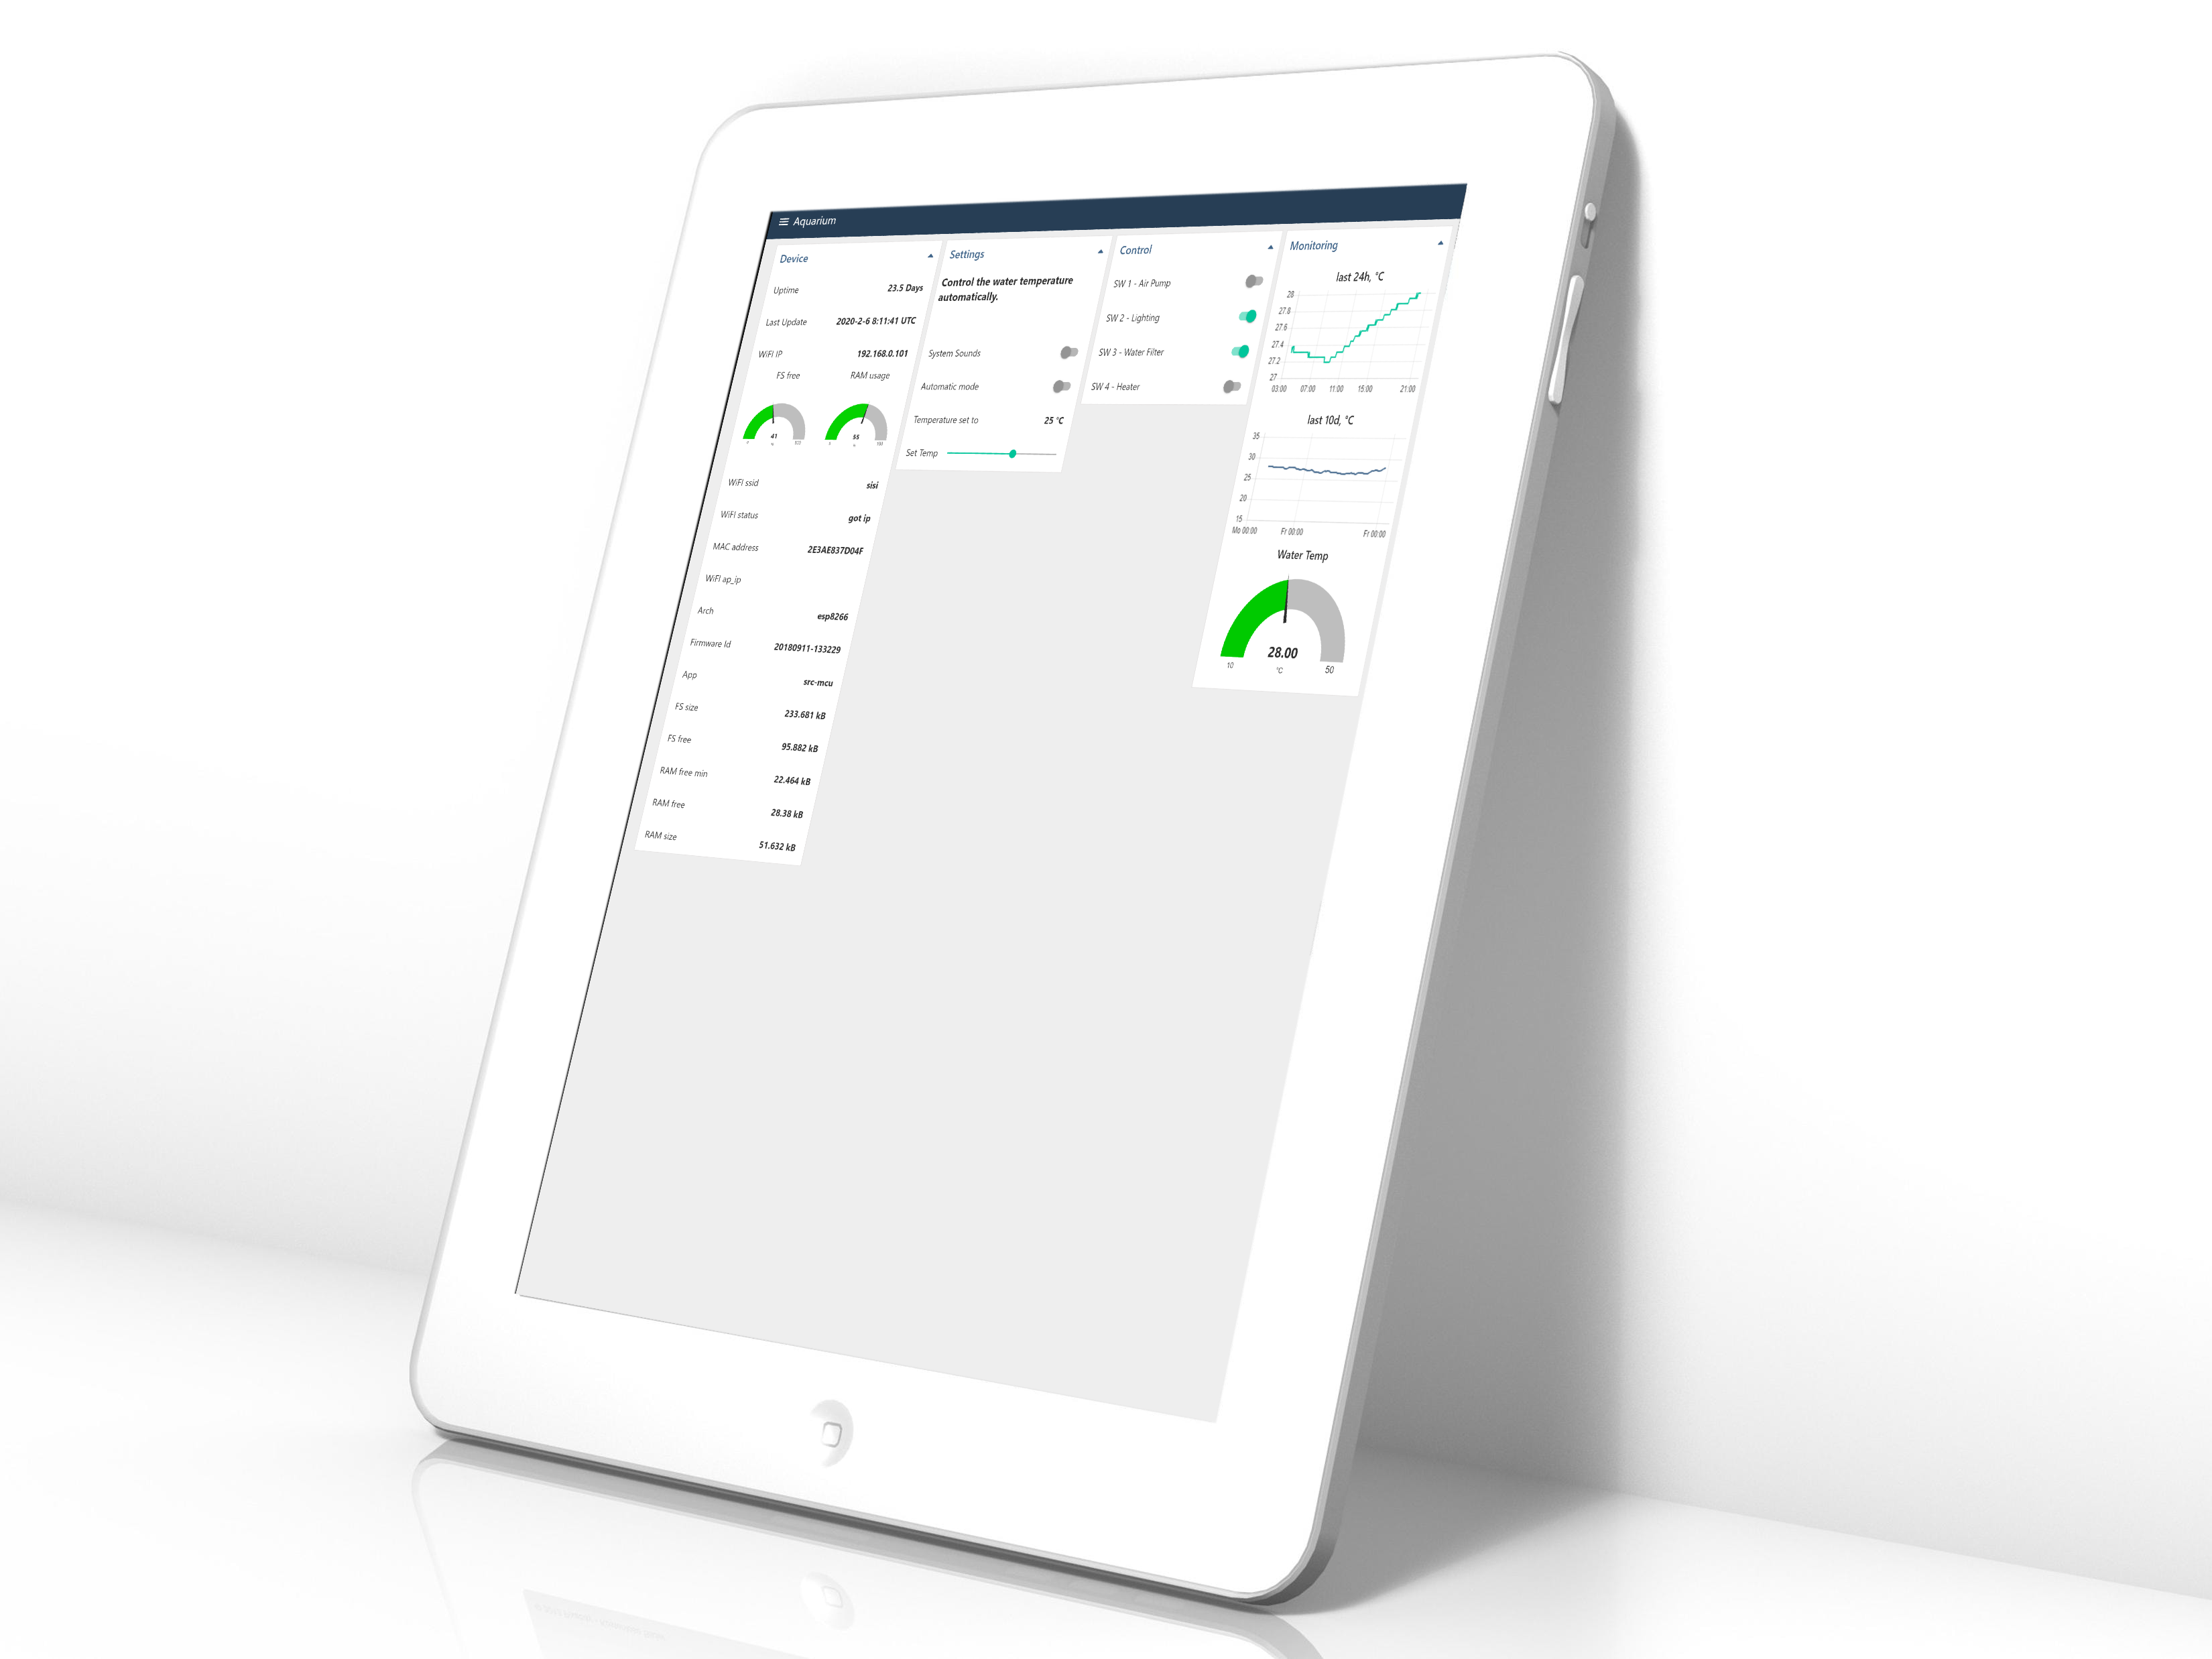 Aquarium
Device
Uptime 23.5 Days
Last Update 2020-2-6 8:11:41 UTC
WiFI IP 192.168.0.101
FS free RAM usage
41 55
WiFI ssid sisi
WiFI status got ip
MAC address 2E3AE837D04F
WiFI ap_ip
Arch esp8266
Firmware Id 20180911-133229
App src-mcu
FS size 233.681 kB
FS free 95.882 kB
RAM free min 22.464 kB
RAM free 28.38 kB
RAM size 51.632 kB
Settings
Control the water temperature
automatically.
System Sounds
Automatic mode
Temperature set to 25 °C
Set Temp
Control
SW 1 - Air Pump
SW 2 - Lighting
SW 3 - Water Filter
SW 4 - Heater
Monitoring
last 24h, °C
28
27.8
27.6
27.4
27.2
27
03:00 07:00 11:00 15:00 21:00
last 10d, °C
35
30
25
20
15
Mo 00:00 Fr 00:00 Fr 00:00
Water Temp
28.00
10 °C 50